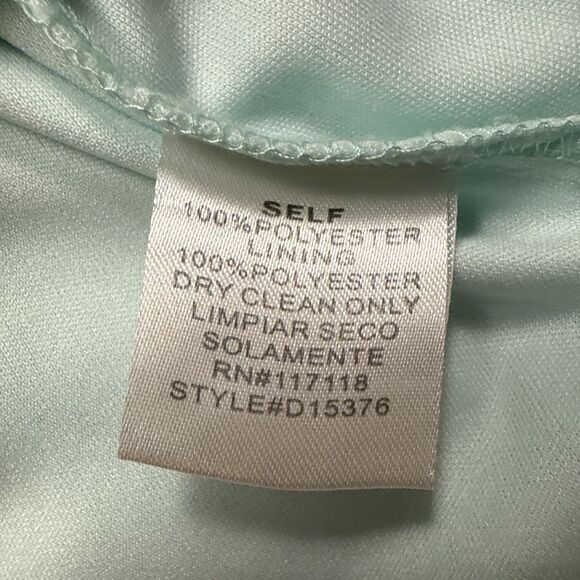 SELF
100%POLYESTER
LINING
100%POLYESTER
DRY CLEAN ONLY
LIMPIAR SECO
SOLAMENTE
RN#117118
STYLE#D15376